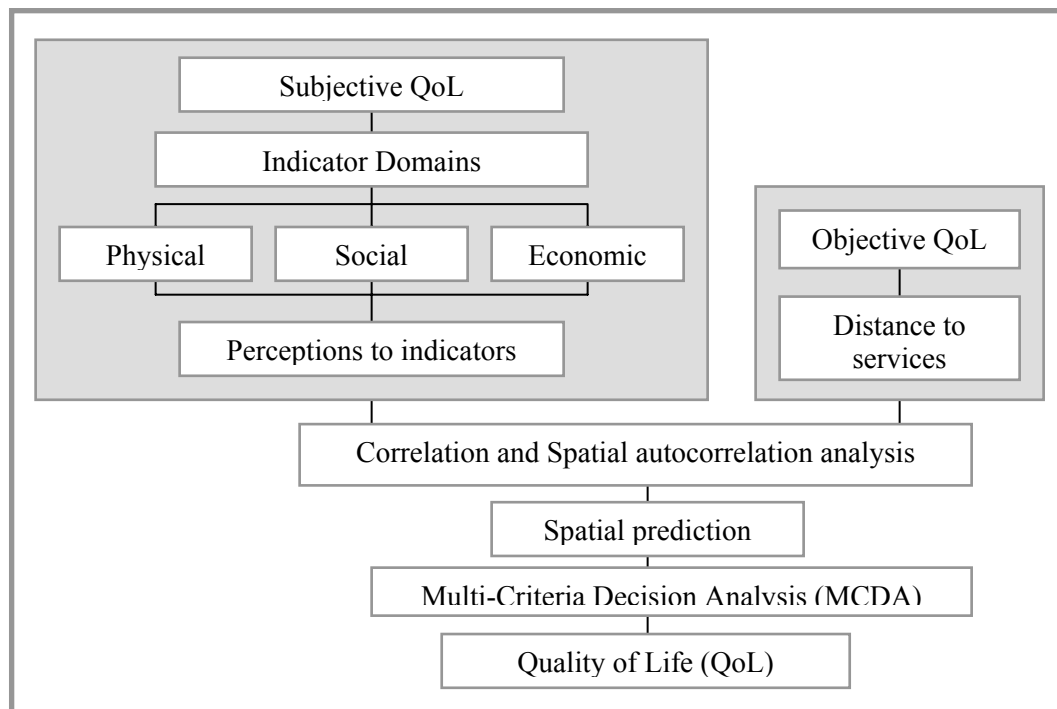 Subjective QoL
Indicator Domains
Physical
Social
Economic
Perceptions to indicators
Objective QoL
Distance to
services
Correlation and Spatial autocorrelation analysis
Spatial prediction
Multi-Criteria Decision Analysis (MCDA)
Quality of Life (QoL)